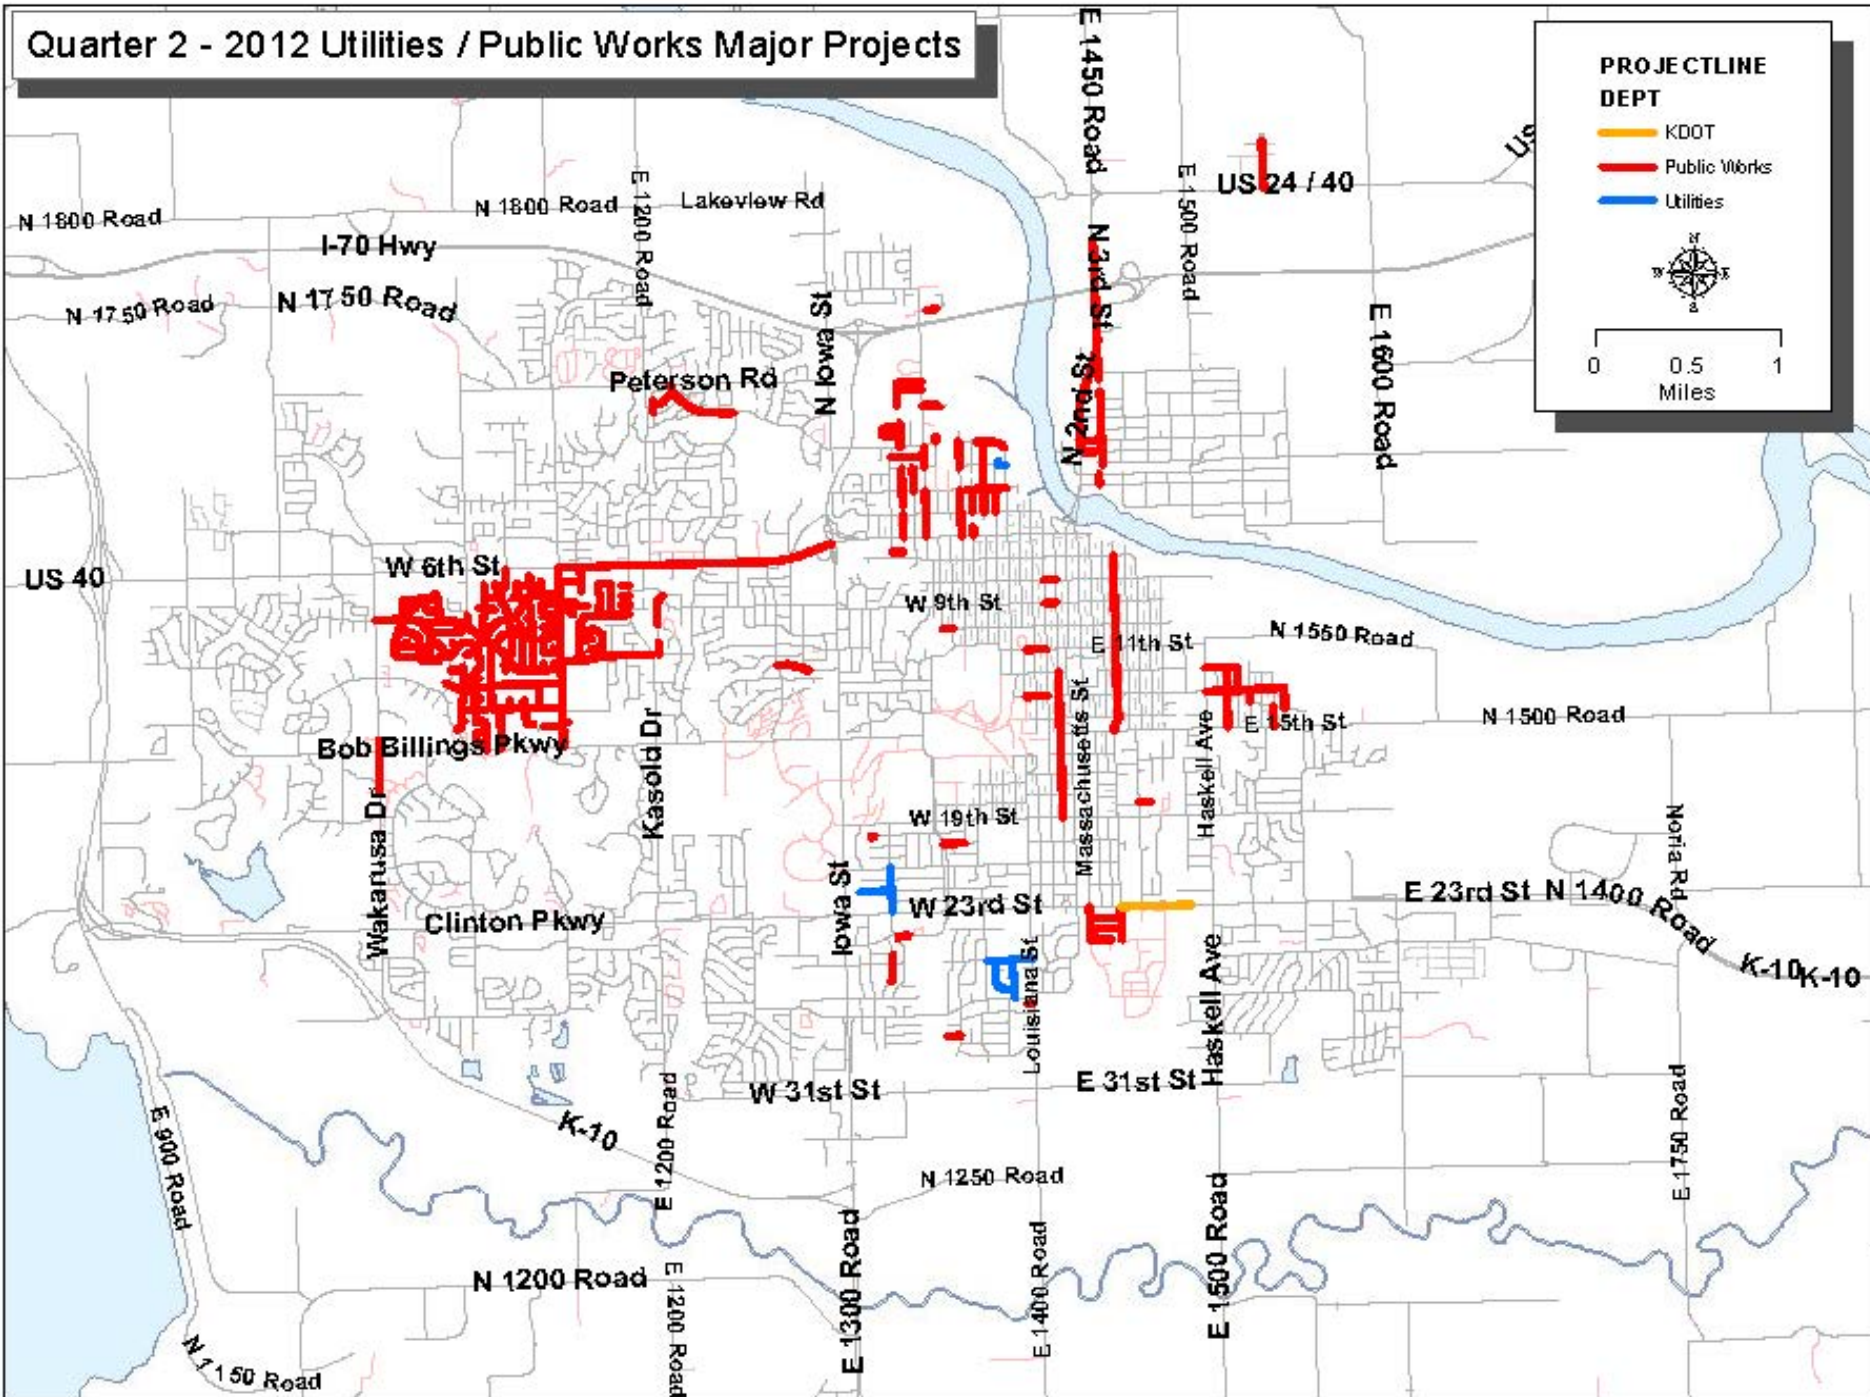 Quarter 2 - 2012 Utilities / Public Works Major Projects
PROJECTLINE
DEPT
KDOT
Public Works
Utilities
N
W
E
S
0
0.5
1
Miles
E 1450 Road
US
US 24 / 40
E 1500 Road
E 1200 Road
N 1800 Road
N 1800 Road
Lakeview Rd
I-70 Hwy
N 3rd St
N 1750 Road
N 1750 Road
N Iowa St
E 1600 Road
Peterson Rd
N 2nd St
W 6th St
US 40
W 9th St
E 11th St
N 1550 Road
Massachusetts St
Haskell Ave
E 15th St
N 1500 Road
Bob Billings Pkwy
Kasold Dr
Wakarusa Dr
W 19th St
Noria Rd
Iowa St
W 23rd St
E 23rd St
N 1400 Road
Clinton Pkwy
Louisiana St
Haskell Ave
K-10
K-10
W 31st St
E 31st St
E 900 Road
K-10
E 1200 Road
N 1250 Road
E 1750 Road
E 1300 Road
E 1400 Road
E 1500 Road
N 1200 Road
E 1200 Road
N 1150 Road